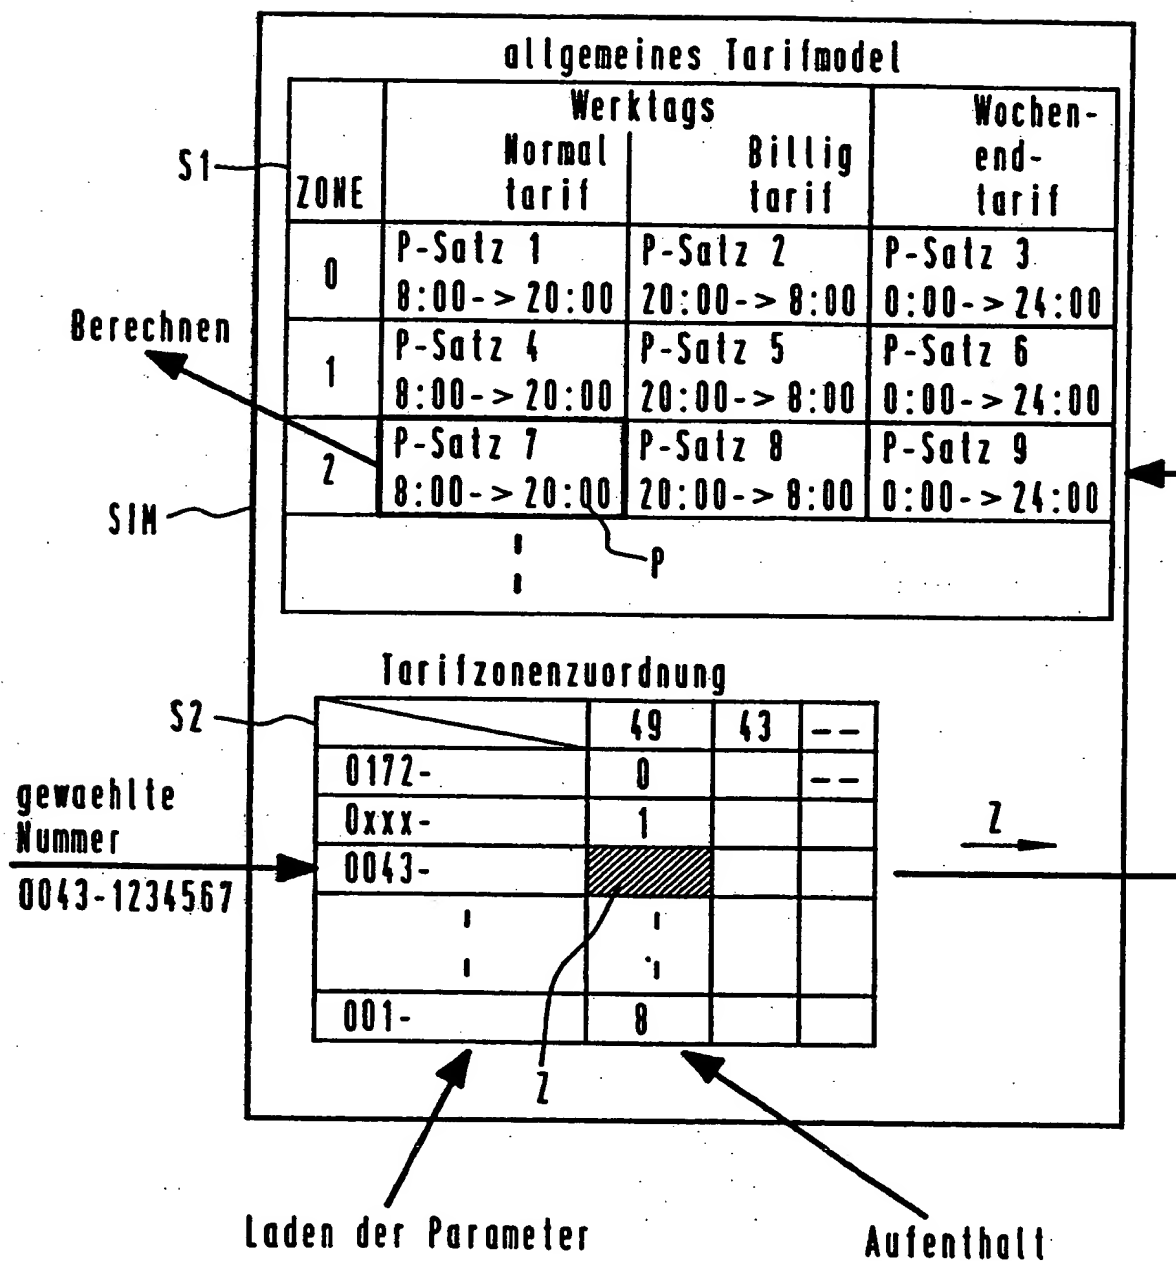 allgemeines Tarifmodel
Werktags
Wochen-
end-
tarif
Normal
tarif
Billig
tarif
S1
ZONE
0
P-Satz 1
8:00->20:00
P-Satz 2
20:00->8:00
P-Satz 3
0:00->24:00
Berechnen
1
P-Satz 4
8:00->20:00
P-Satz 5
20:00->8:00
P-Satz 6
0:00->24:00
2
P-Satz 7
8:00->20:00
P-Satz 8
20:00->8:00
P-Satz 9
0:00->24:00
SIM
P
Tarifzonenzuordnung
S2
49 43 --
0172- 0 --
0xxx- 1
0043-
001- 8
gewaehlte
Nummer
0043-1234567
Z
Z
Laden der Parameter
Aufenthalt